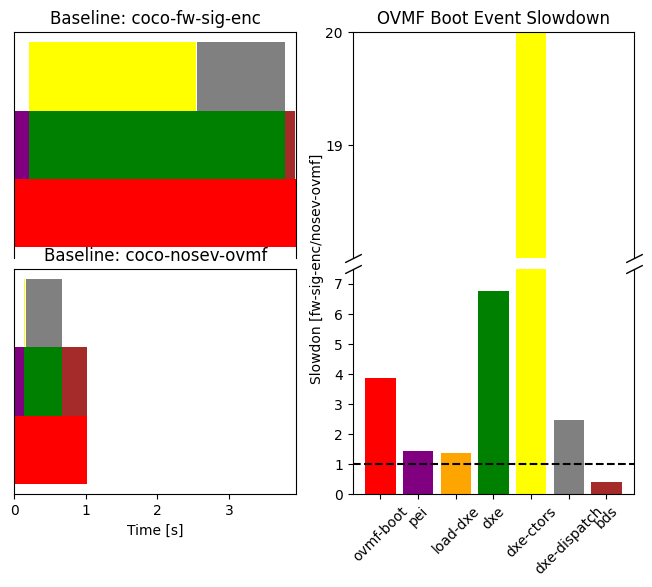 Baseline: coco-fw-sig-enc
Baseline: coco-nosev-ovmf
0 1 2 3
Time [s]
OVMF Boot Event Slowdown
20
19
7
6
5
4
3
2
1
0
Slowdon [fw-sig-enc/nosev-ovmf]
ovmf-boot
pei
load-dxe
dxe
dxe-ctors
dxe-dispatch
bds